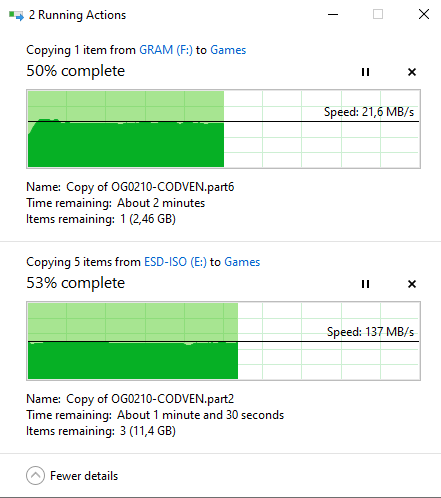 2 Running Actions
Copying 1 item from GRAM (F:) to Games
50% complete
Speed: 21,6 MB/s
Name: Copy of OG0210-CODVEN.part6
Time remaining: About 2 minutes
Items remaining: 1 (2,46 GB)
Copying 5 items from ESD-ISO (E:) to Games
53% complete
Speed: 137 MB/s
Name: Copy of OG0210-CODVEN.part2
Time remaining: About 1 minute and 30 seconds
Items remaining: 3 (11,4 GB)
Fewer details